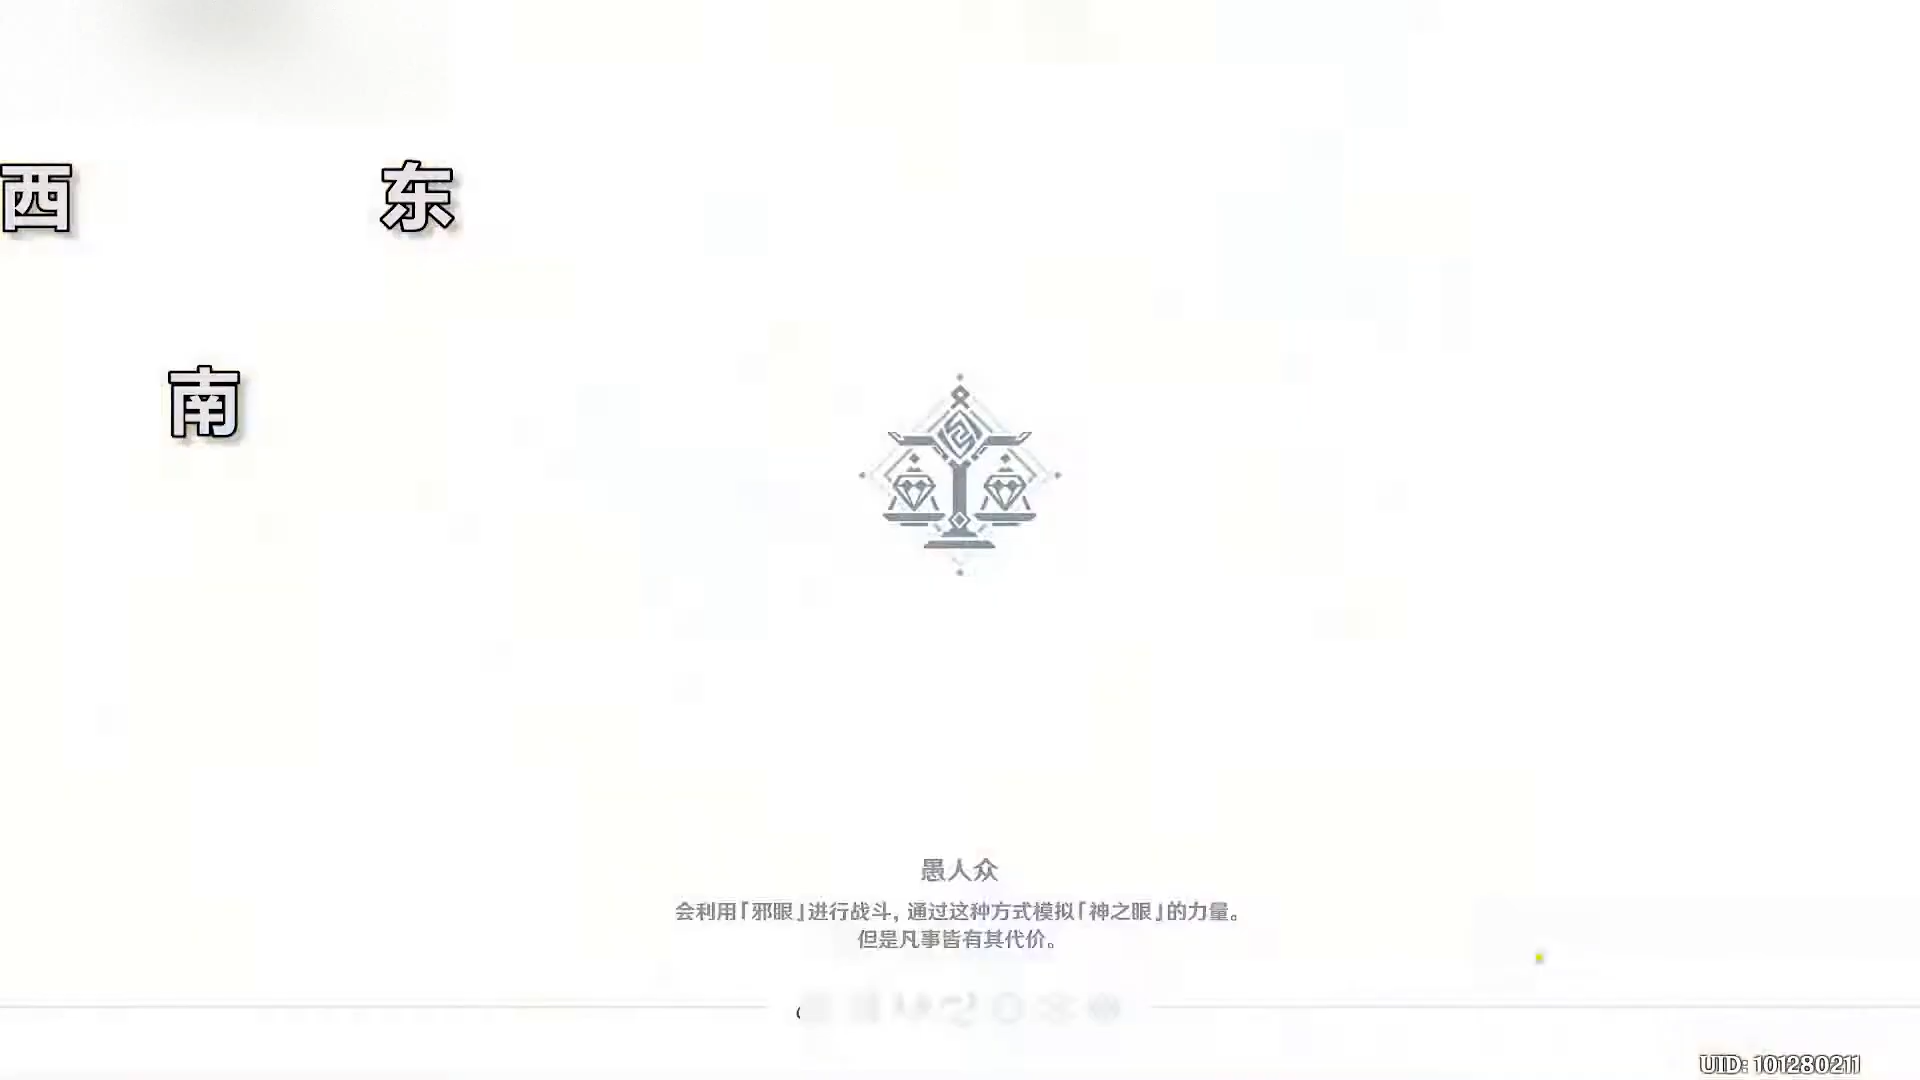 西 东
南
愚人众
会利用「邪眼」进行战斗，通过这种方式模拟「神之眼」的力量。
但是凡事皆有其代价。
UID: 101280211